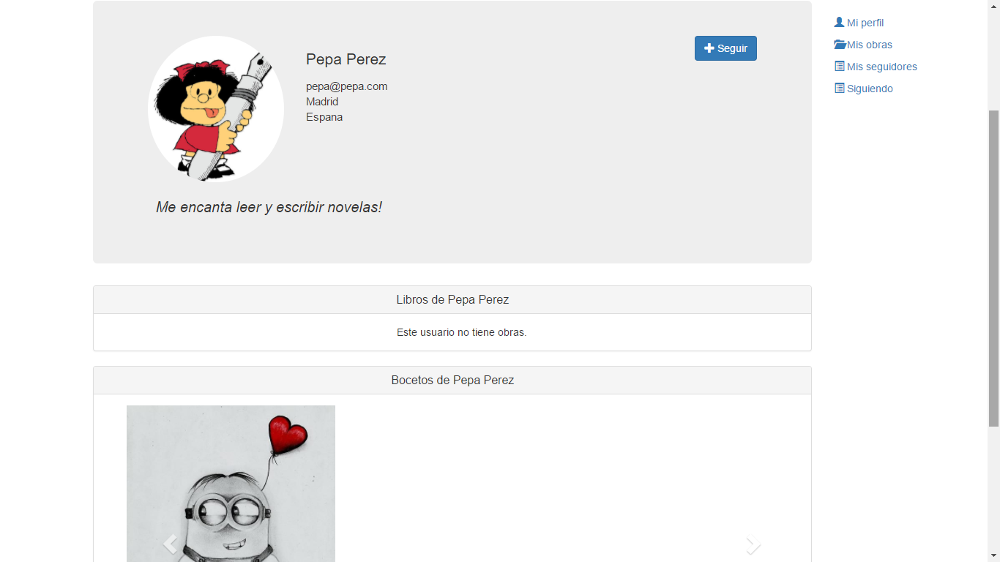 Pepa Perez
pepa@pepa.com
Madrid
Espana
Seguir
Me encanta leer y escribir novelas!
Mi perfil
Mis obras
Mis seguidores
Siguiendo
Libros de Pepa Perez
Este usuario no tiene obras.
Bocetos de Pepa Perez